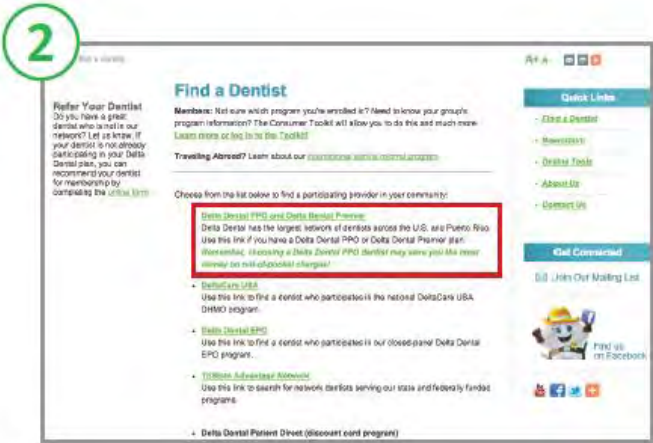 2
Find a Dentist
Refer Your Dentist
Do you have a great
dentist who is not in our
network? Let us know. If
your dentist is not already
participating in your Delta
Dental plan, you can
recommend your dentist
for membership by
completing the online form
Members: Not sure which program you're enrolled in? Need to know your group's
program information? The Consumer Toolkit will allow you to do this and much more.
Learn more or log in to the Toolkit!
Traveling Abroad? Learn about our international dentist referral program
Choose from the list below to find a participating provider in your community:
Delta Dental PPO and Delta Dental Premier
Delta Dental has the largest network of dentists across the U.S. and Puerto Rico.
Use this link if you have a Delta Dental PPO or Delta Dental Premier plan.
Remember, choosing a Delta Dental PPO dentist may save you the most
money on out-of-pocket charges!
• DeltaCare USA
Use this link to find a dentist who participates in the national DeltaCare USA
DHMO program.
• Delta Dental EPO
Use this link to find a dentist who participates in our closed-panel Delta Dental
EPO program.
Advantage Network
Use this link to search for network dentists serving our state and federally funded
programs.
• Delta Dental Patient Direct (discount card program)
A+ A-
Quick Links
Find a Dentist
Newsletters
Online Tools
About Us
Contact Us
Get Connected
Join Our Mailing List
Find us
on Facebook